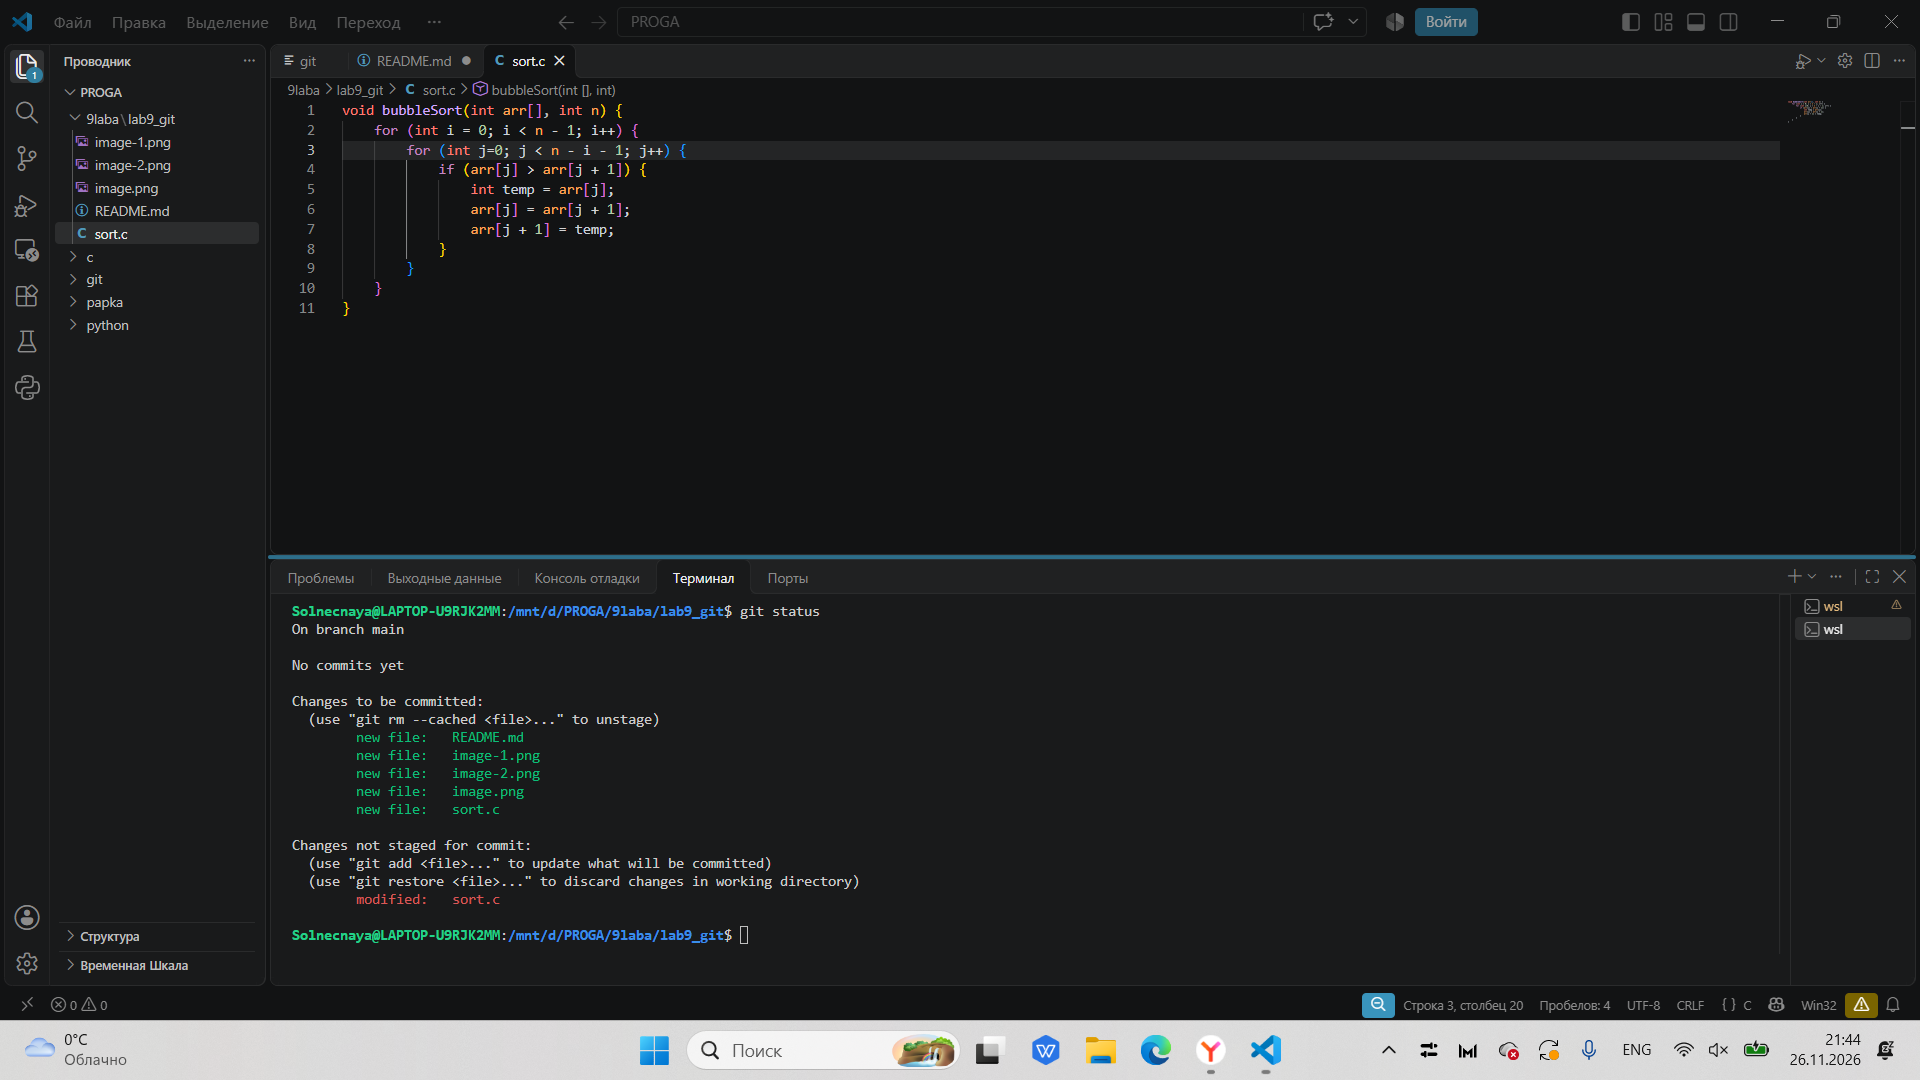 Файл Правка Выделение Вид Переход ··· PROGA Войти
Проводник ···
PROGA
9laba\lab9_git
image-1.png
image-2.png
image.png
README.md
C sort.c
c
git
papka
python
Структура
Временная Шкала
git README.md C sort.c
9laba > lab9_git > C sort.c > bubbleSort(int [], int)
1 void bubbleSort(int arr[], int n) {
2 for (int i = 0; i < n - 1; i++) {
3 for (int j=0; j < n - i - 1; j++) {
4 if (arr[j] > arr[j + 1]) {
5 int temp = arr[j];
6 arr[j] = arr[j + 1];
7 arr[j + 1] = temp;
8 }
9 }
10 }
11 }
Проблемы Выходные данные Консоль отладки Терминал Порты
Solnecnaya@LAPTOP-U9RJK2MM:/mnt/d/PROGA/9laba/lab9_git$ git status
On branch main
No commits yet
Changes to be committed:
(use "git rm --cached <file>..." to unstage)
new file: README.md
new file: image-1.png
new file: image-2.png
new file: image.png
new file: sort.c
Changes not staged for commit:
(use "git add <file>..." to update what will be committed)
(use "git restore <file>..." to discard changes in working directory)
modified: sort.c
Solnecnaya@LAPTOP-U9RJK2MM:/mnt/d/PROGA/9laba/lab9_git$
wsl
wsl
0 0 Строка 3, столбец 20 Пробелов: 4 UTF-8 CRLF {} C Win32
0°C
Облачно
Поиск
ENG
21:44
26.11.2026